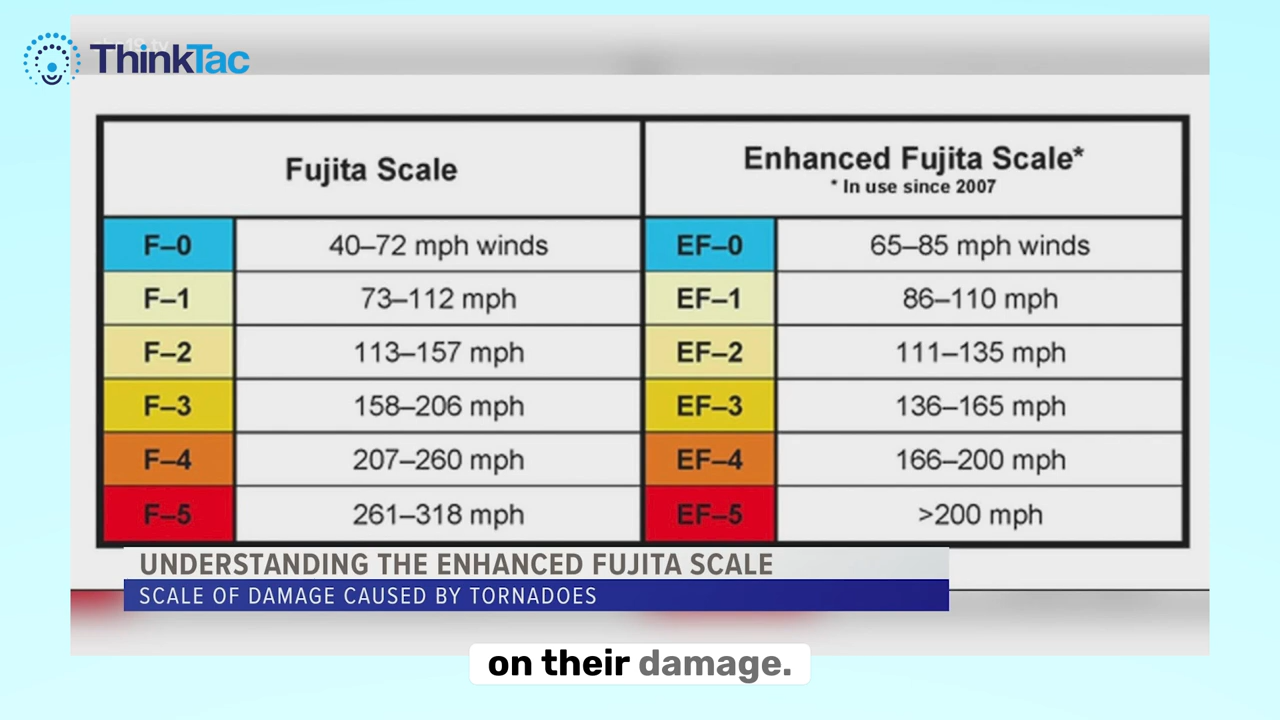 ThinkTac
Fujita Scale
Enhanced Fujita Scale*
* In use since 2007
F–0 40–72 mph winds EF–0 65–85 mph winds
F–1 73–112 mph EF–1 86–110 mph
F–2 113–157 mph EF–2 111–135 mph
F–3 158–206 mph EF–3 136–165 mph
F–4 207–260 mph EF–4 166–200 mph
F–5 261–318 mph EF–5 >200 mph
UNDERSTANDING THE ENHANCED FUJITA SCALE
SCALE OF DAMAGE CAUSED BY TORNADOES
on their damage.